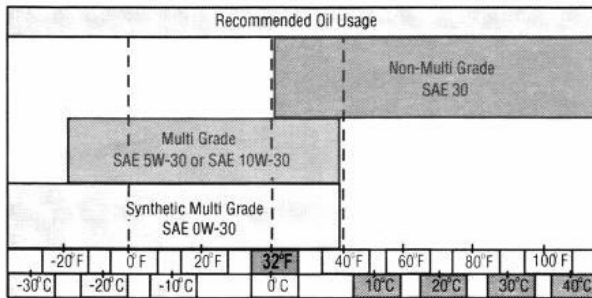 Recommended Oil Usage
Non-Multi Grade
SAE 30
Multi Grade
SAE 5W-30 or SAE 10W-30
Synthetic Multi Grade
SAE 0W-30
-20°F 0°F 20°F 32°F 40°F 60°F 80°F 100°F
-30°C -20°C -10°C 0°C 10°C 20°C 30°C 40°C